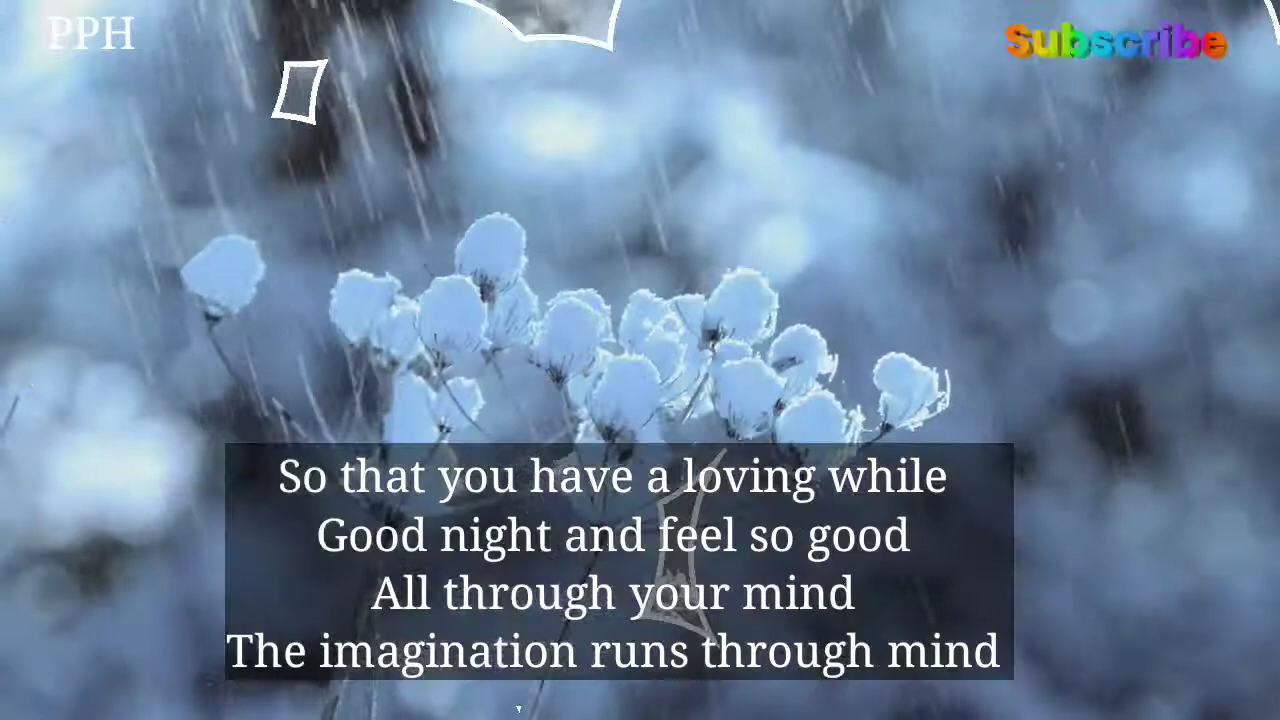 PPH
Subscribe
So that you have a loving while
Good night and feel so good
All through your mind
The imagination runs through mind